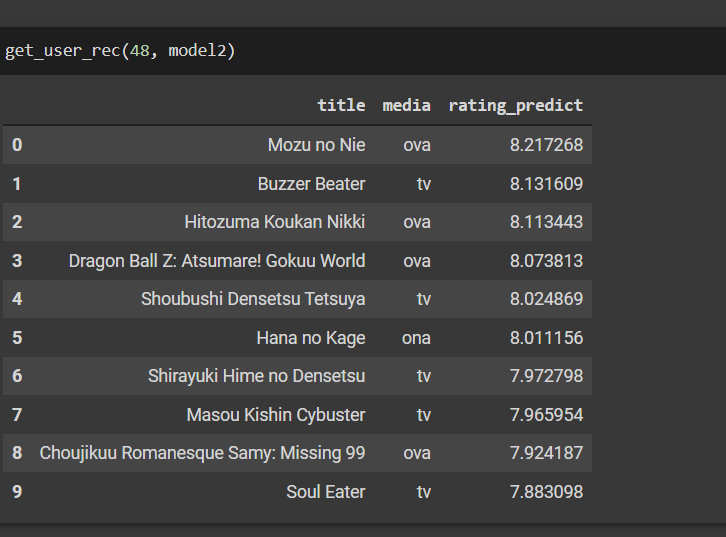 get_user_rec(48, model2)
title media rating_predict
0 Mozu no Nie ova 8.217268
1 Buzzer Beater tv 8.131609
2 Hitozuma Koukan Nikki ova 8.113443
3 Dragon Ball Z: Atsumare! Gokuu World ova 8.073813
4 Shoubushi Densetsu Tetsuya tv 8.024869
5 Hana no Kage ona 8.011156
6 Shirayuki Hime no Densetsu tv 7.972798
7 Masou Kishin Cybuster tv 7.965954
8 Choujikuu Romanesque Samy: Missing 99 ova 7.924187
9 Soul Eater tv 7.883098